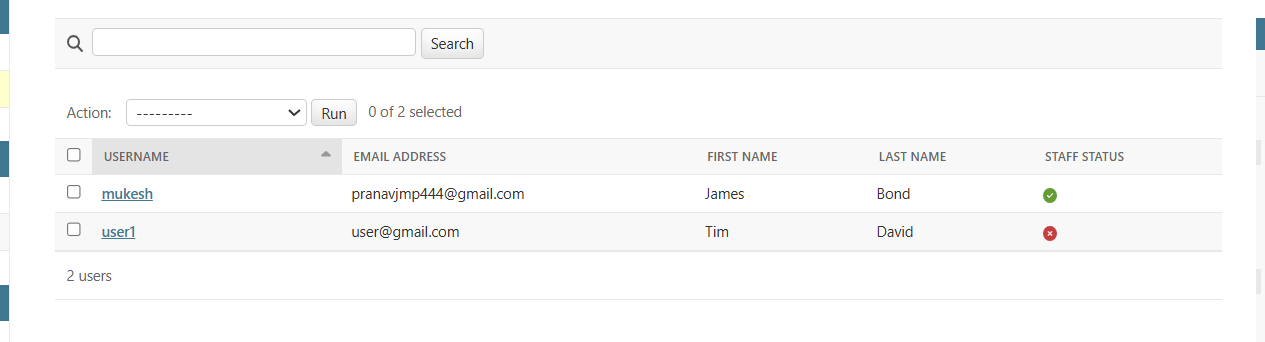 Search
Action: --------- Run 0 of 2 selected
USERNAME EMAIL ADDRESS FIRST NAME LAST NAME STAFF STATUS
mukesh pranavjmp444@gmail.com James Bond
user1 user@gmail.com Tim David
2 users